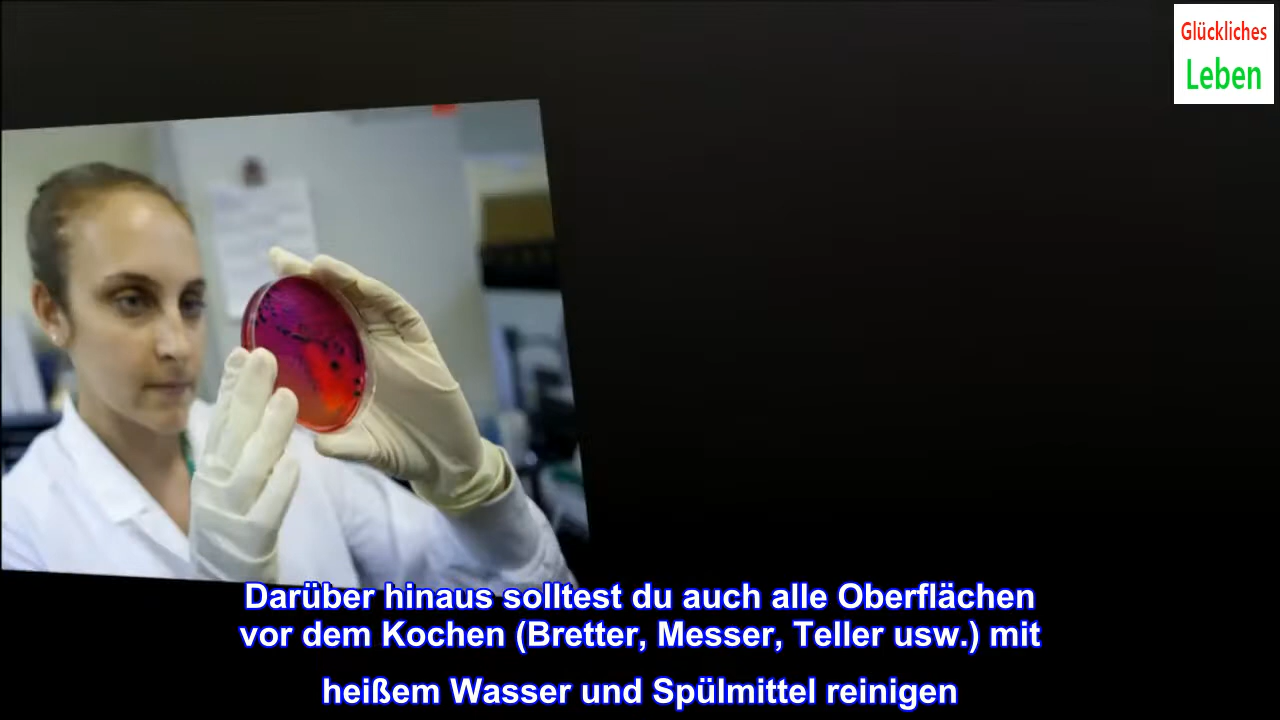 Glückliches
Leben
Darüber hinaus solltest du auch alle Oberflächen
vor dem Kochen (Bretter, Messer, Teller usw.) mit
heißem Wasser und Spülmittel reinigen